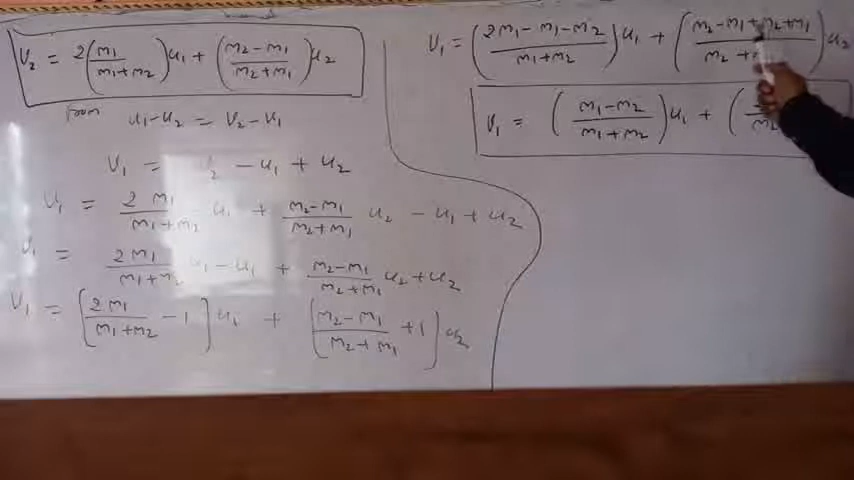 V₂ = 2(m₁/(m₁+m₂))u₁ + ((m₂-m₁)/(m₂+m₁))u₂
from u₁-u₂ = V₂-V₁
V₁ = V₂ - u₁ + u₂
V₁ = 2 m₁/(m₁+m₂) u₁ + (m₂-m₁)/(m₂+m₁) u₂ - u₁ + u₂
V₁ = 2m₁/(m₁+m₂) u₁ - u₁ + (m₂-m₁)/(m₂+m₁) u₂ + u₂
V₁ = [2m₁/(m₁+m₂) - 1]u₁ + [(m₂-m₁)/(m₂+m₁) + 1]u₂
V₁ = ((2m₁-m₁-m₂)/(m₁+m₂))u₁ + ((m₂-m₁+m₂+m₁)/(m₂+
)u₂
V₁ = ((m₁-m₂)/(m₁+m₂))u₁ + (